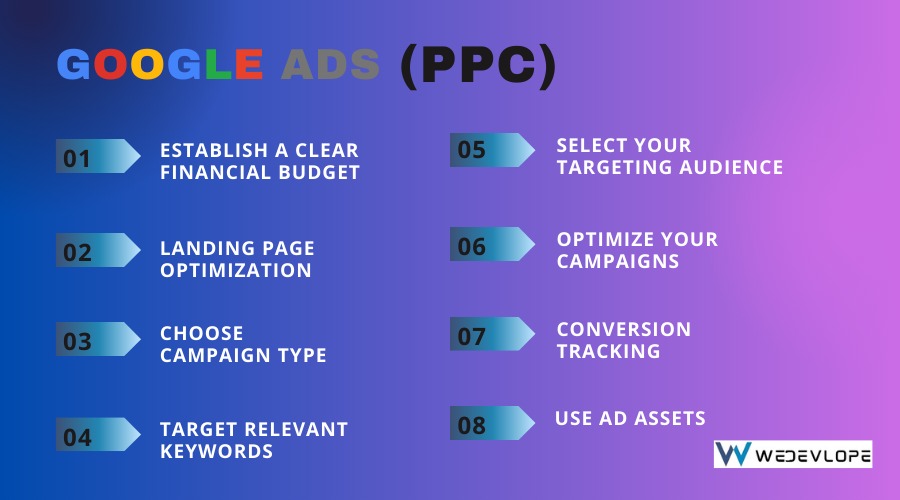 GOOGLE ADS (PPC)
01
ESTABLISH A CLEAR
FINANCIAL BUDGET
02
LANDING PAGE
OPTIMIZATION
03
CHOOSE
CAMPAIGN TYPE
04
TARGET RELEVANT
KEYWORDS
05
SELECT YOUR
TARGETING AUDIENCE
06
OPTIMIZE YOUR
CAMPAIGNS
07
CONVERSION
TRACKING
08
USE AD ASSETS
W WEDEVLOPE